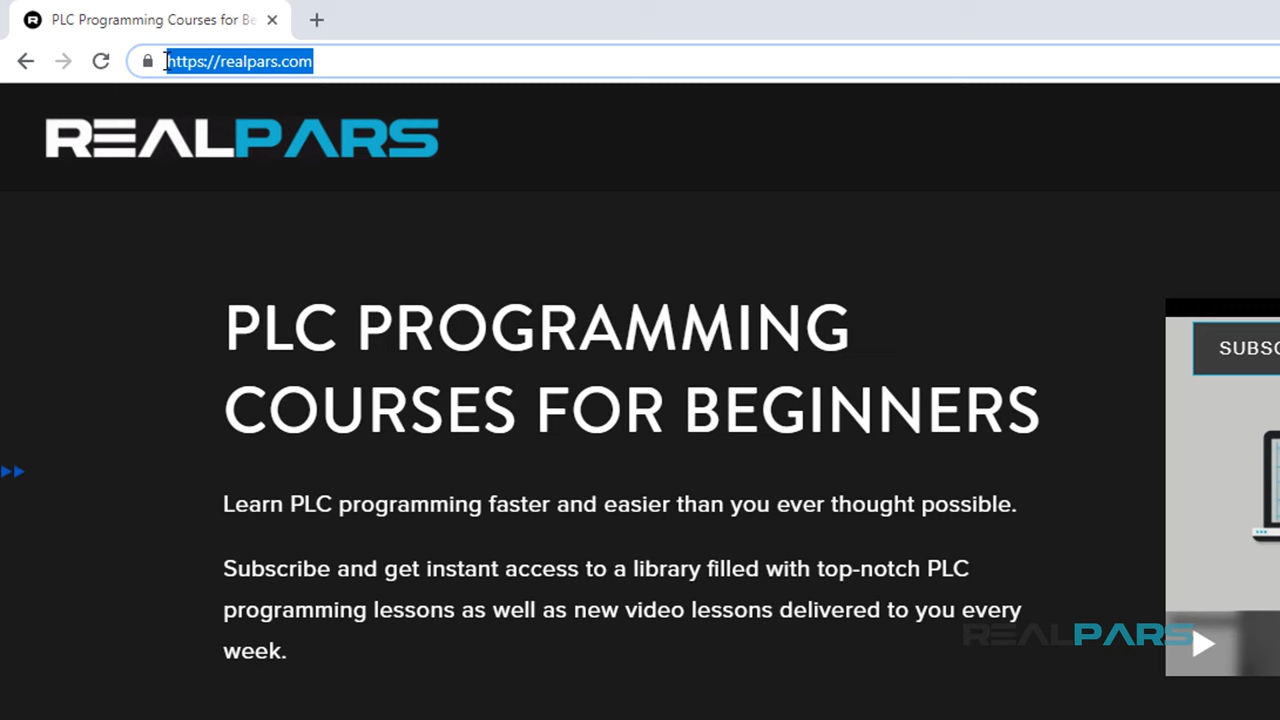 PLC Programming Courses for Be
https://realpars.com
REALPARS
PLC PROGRAMMING
COURSES FOR BEGINNERS
SUBSC
Learn PLC programming faster and easier than you ever thought possible.
Subscribe and get instant access to a library filled with top-notch PLC
programming lessons as well as new video lessons delivered to you every
week.
REALPARS